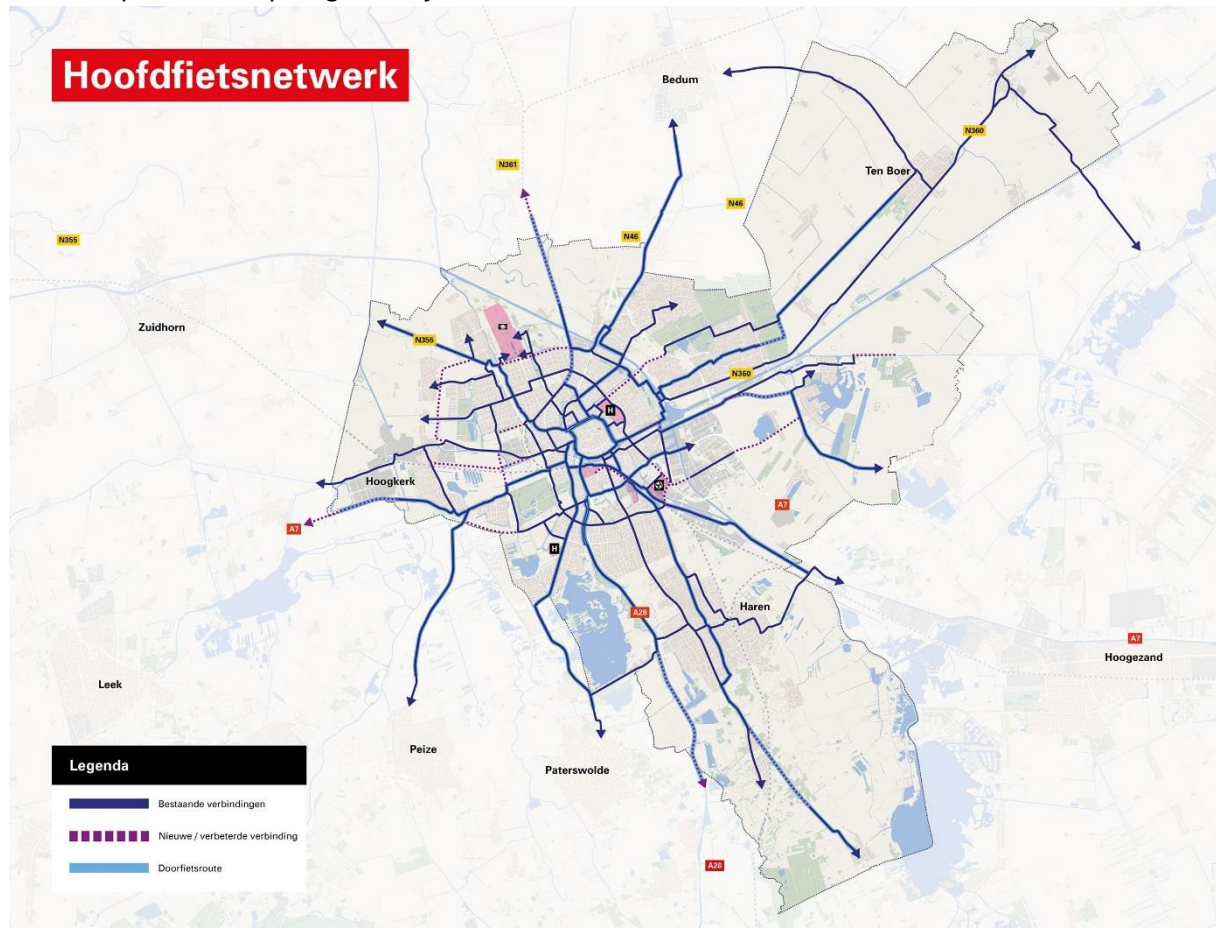 Hoofdfietsnetwerk
Bedum
N361
N360
Ten Boer
N46
N46
N355
Zuidhorn
N355
N360
H
Hoogkerk
A7
A7
H
A28
Haren
A7
Hoogezand
Leek
Peize
Paterswolde
A28
Legenda
Bestaande verbindingen
Nieuwe / verbeterde verbinding
Doorfietsroute